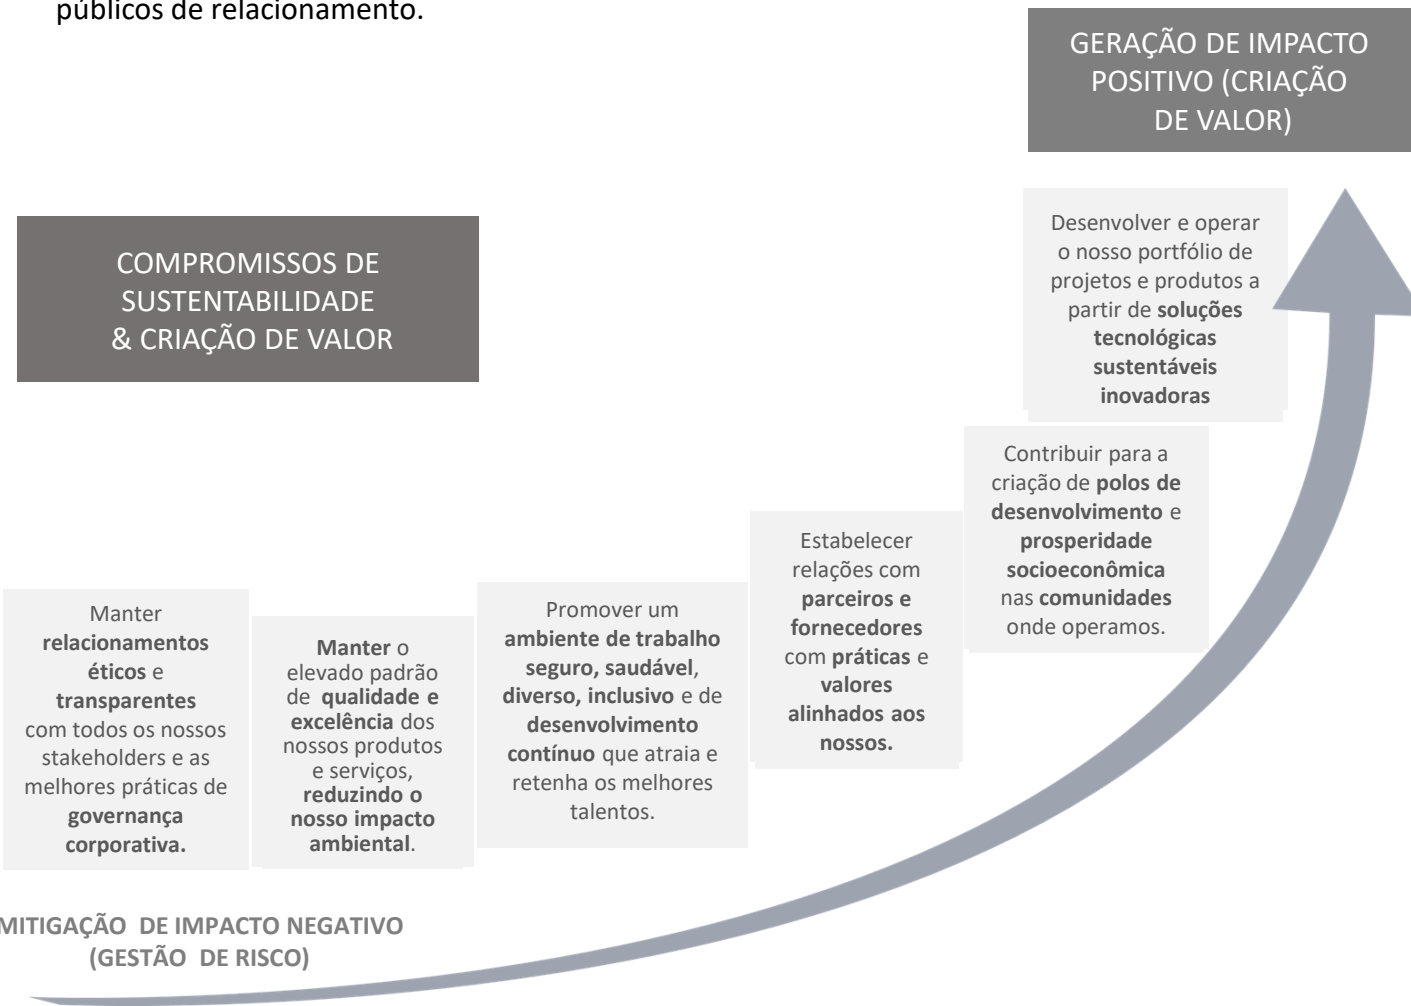 públicos de relacionamento.
GERAÇÃO DE IMPACTO
POSITIVO (CRIAÇÃO
DE VALOR)
COMPROMISSOS DE
SUSTENTABILIDADE
& CRIAÇÃO DE VALOR
Desenvolver e operar
o nosso portfólio de
projetos e produtos a
partir de soluções
tecnológicas
sustentáveis
inovadoras
Contribuir para a
criação de polos de
desenvolvimento e
prosperidade
socioeconômica
nas comunidades
onde operamos.
Estabelecer
relações com
parceiros e
fornecedores
com práticas e
valores
alinhados aos
nossos.
Promover um
ambiente de trabalho
seguro, saudável,
diverso, inclusivo e de
desenvolvimento
contínuo que atraia e
retenha os melhores
talentos.
Manter o
elevado padrão
de qualidade e
excelência dos
nossos produtos
e serviços,
reduzindo o
nosso impacto
ambiental.
Manter
relacionamentos
éticos e
transparentes
com todos os nossos
stakeholders e as
melhores práticas de
governança
corporativa.
MITIGAÇÃO DE IMPACTO NEGATIVO
(GESTÃO DE RISCO)